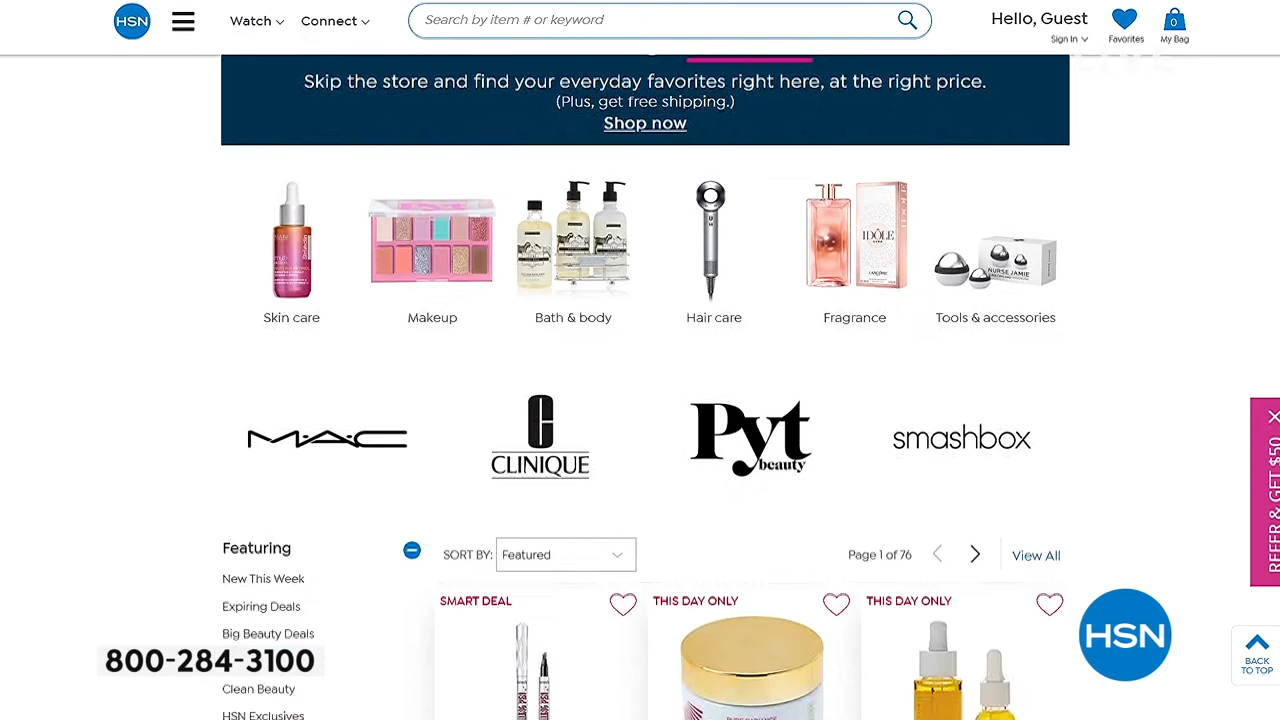 HSN
Watch
Connect
Search by item # or keyword
Hello, Guest
Sign In
Favorites
0
My Bag
Skip the store and find your everyday favorites right here, at the right price.
(Plus, get free shipping.)
Shop now
IDÔLE
LANCÔME
NURSE JAMIE
Skin care
Makeup
Bath & body
Hair care
Fragrance
Tools & accessories
M·A·C
C
CLINIQUE
Pyt
beauty
smashbox
REFER & GET $50
Featuring
SORT BY:
Featured
Page 1 of 76
View All
New This Week
Expiring Deals
Big Beauty Deals
800-284-3100
Clean Beauty
HSN Exclusives
SMART DEAL
THIS DAY ONLY
THIS DAY ONLY
HSN
BACK
TO TOP